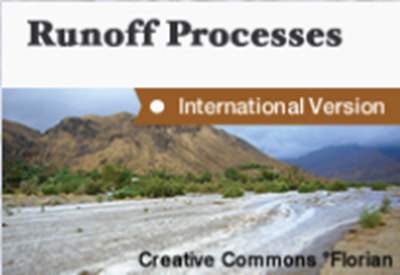 Runoff Processes
International Version
Creative Commons *Florian